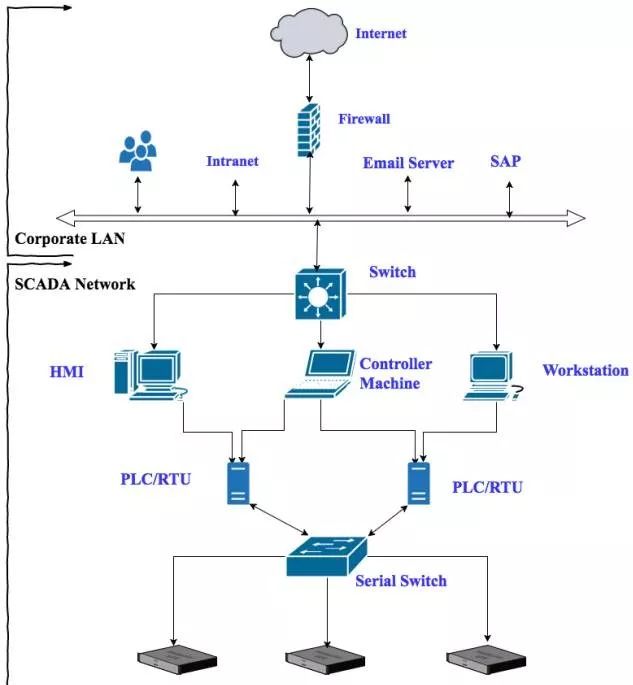 Internet
Firewall
Intranet
Email Server
SAP
Corporate LAN
SCADA Network
Switch
HMI
Controller
Machine
Workstation
PLC/RTU
PLC/RTU
Serial Switch